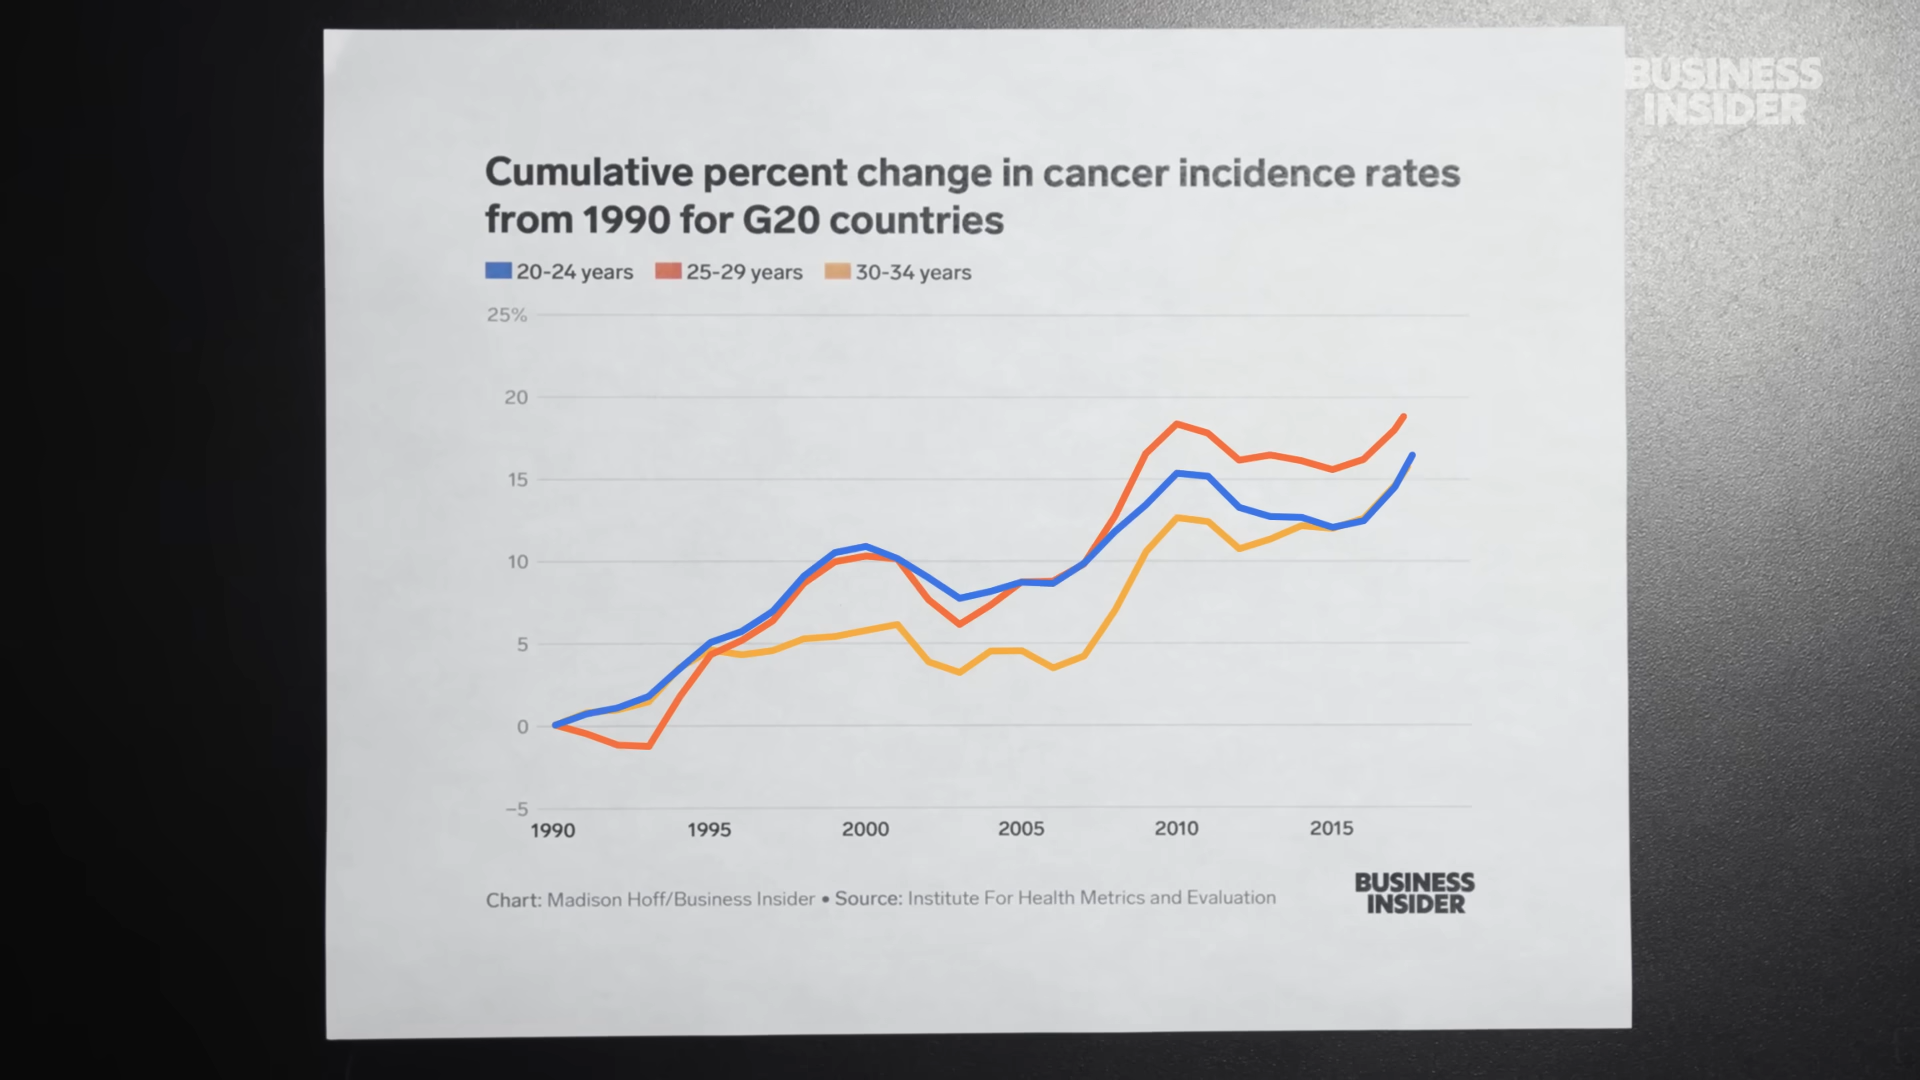 BUSINESS
INSIDER
Cumulative percent change in cancer incidence rates
from 1990 for G20 countries
20-24 years 25-29 years 30-34 years
25%
20
15
10
5
0
–5
1990 1995 2000 2005 2010 2015
Chart: Madison Hoff/Business Insider • Source: Institute For Health Metrics and Evaluation
BUSINESS
INSIDER